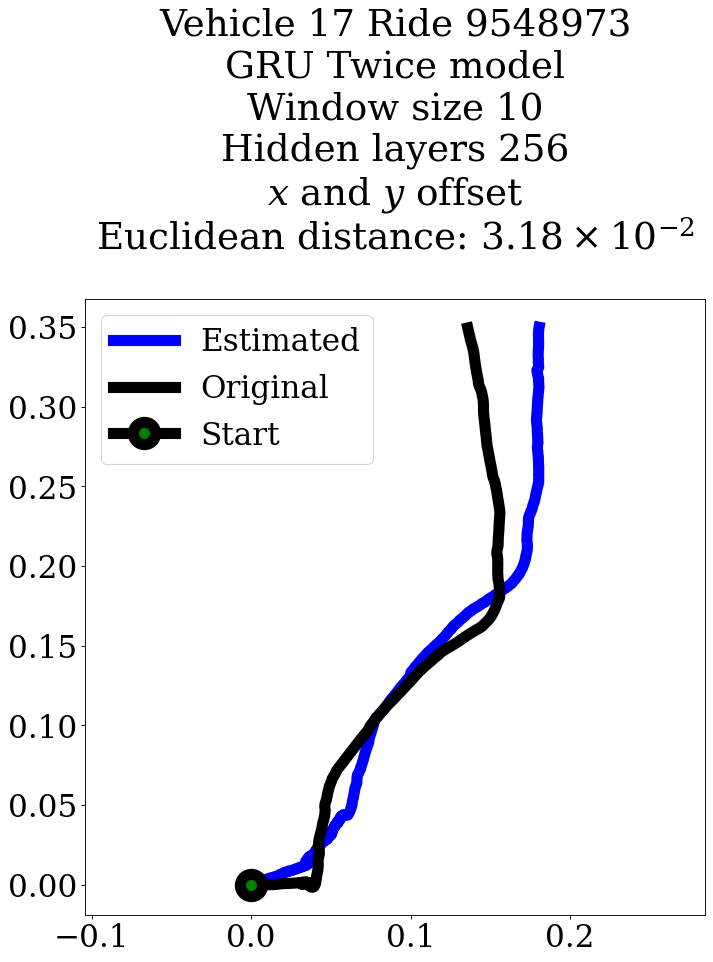 Vehicle 17 Ride 9548973
GRU Twice model
Window size 10
Hidden layers 256
x and y offset
Euclidean distance: 3.18 × 10⁻²
Estimated
Original
Start
0.35
0.30
0.25
0.20
0.15
0.10
0.05
0.00
−0.1 0.0 0.1 0.2